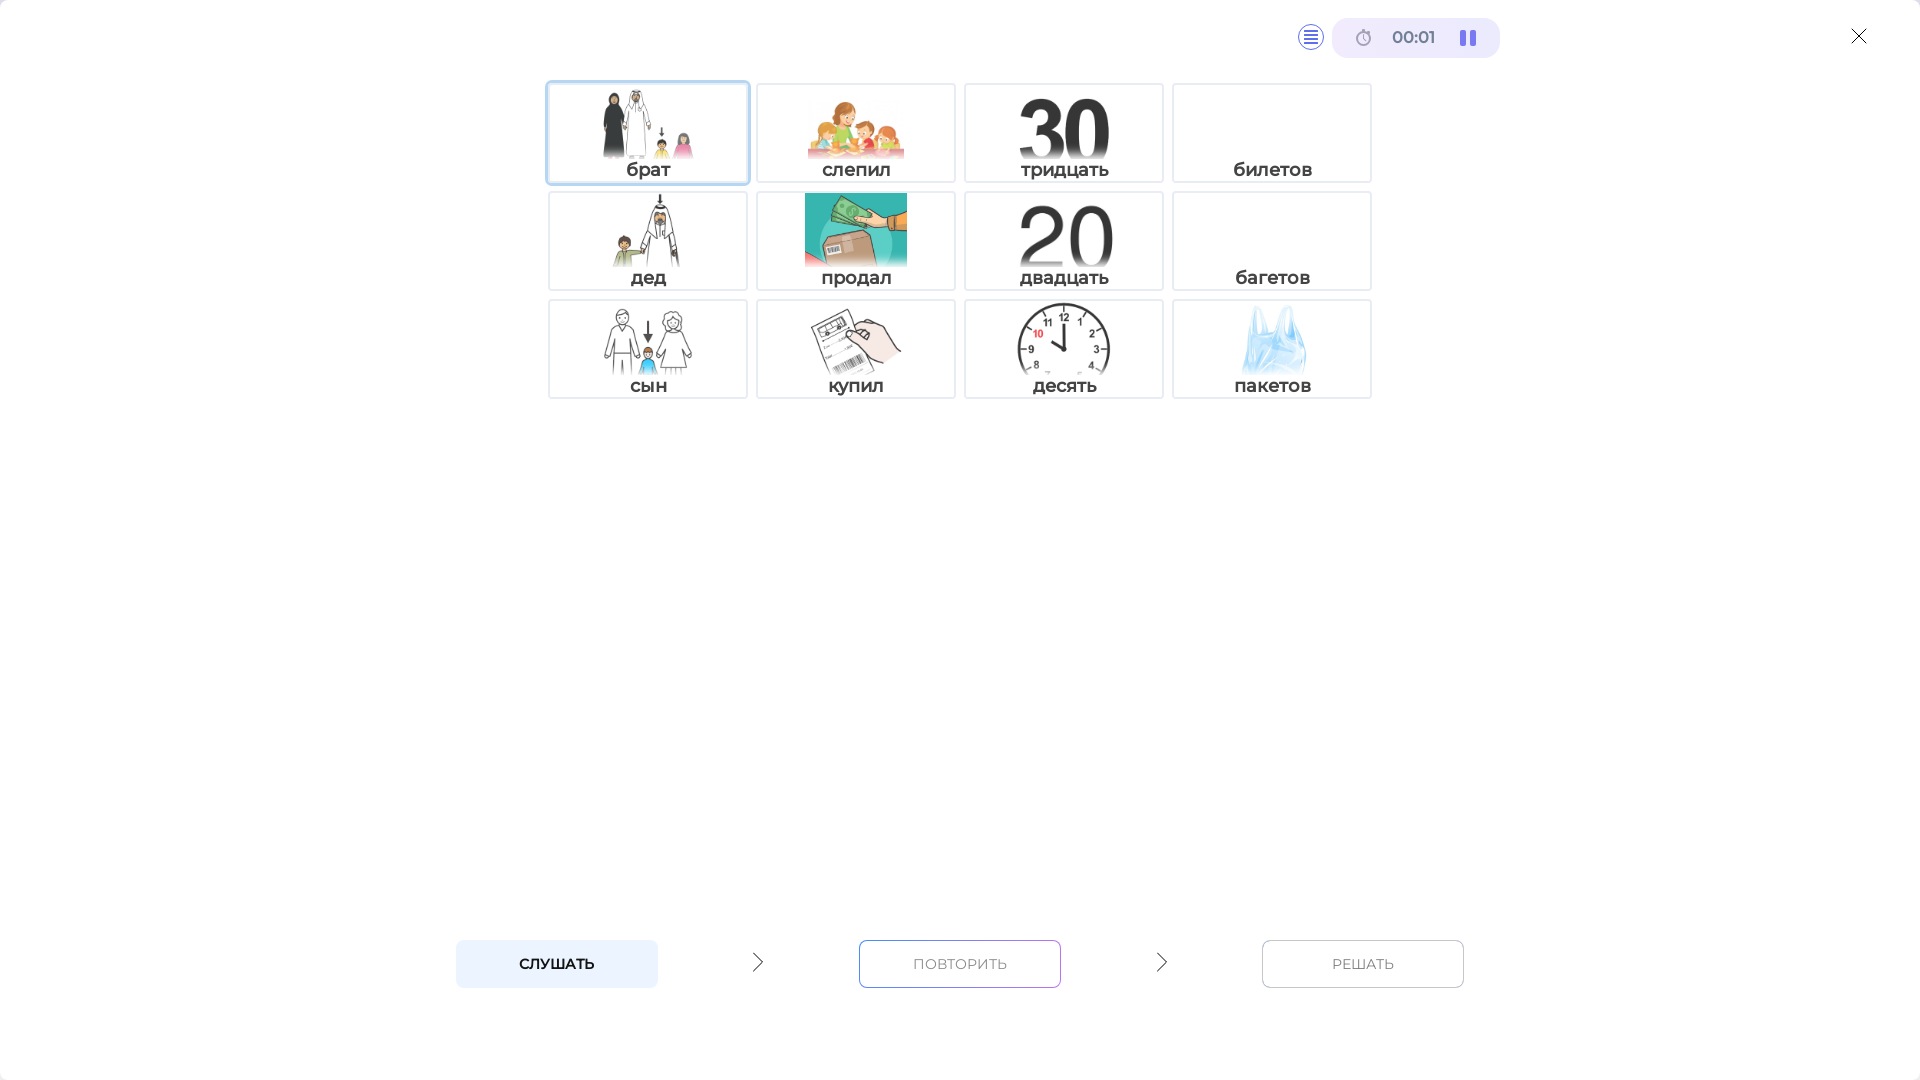 00:01
брат
слепил
30
тридцать
билетов
дед
продал
20
двадцать
багетов
сын
купил
12
11
1
10
2
9
3
8
4
десять
пакетов
СЛУШАТЬ
ПОВТОРИТЬ
РЕШАТЬ